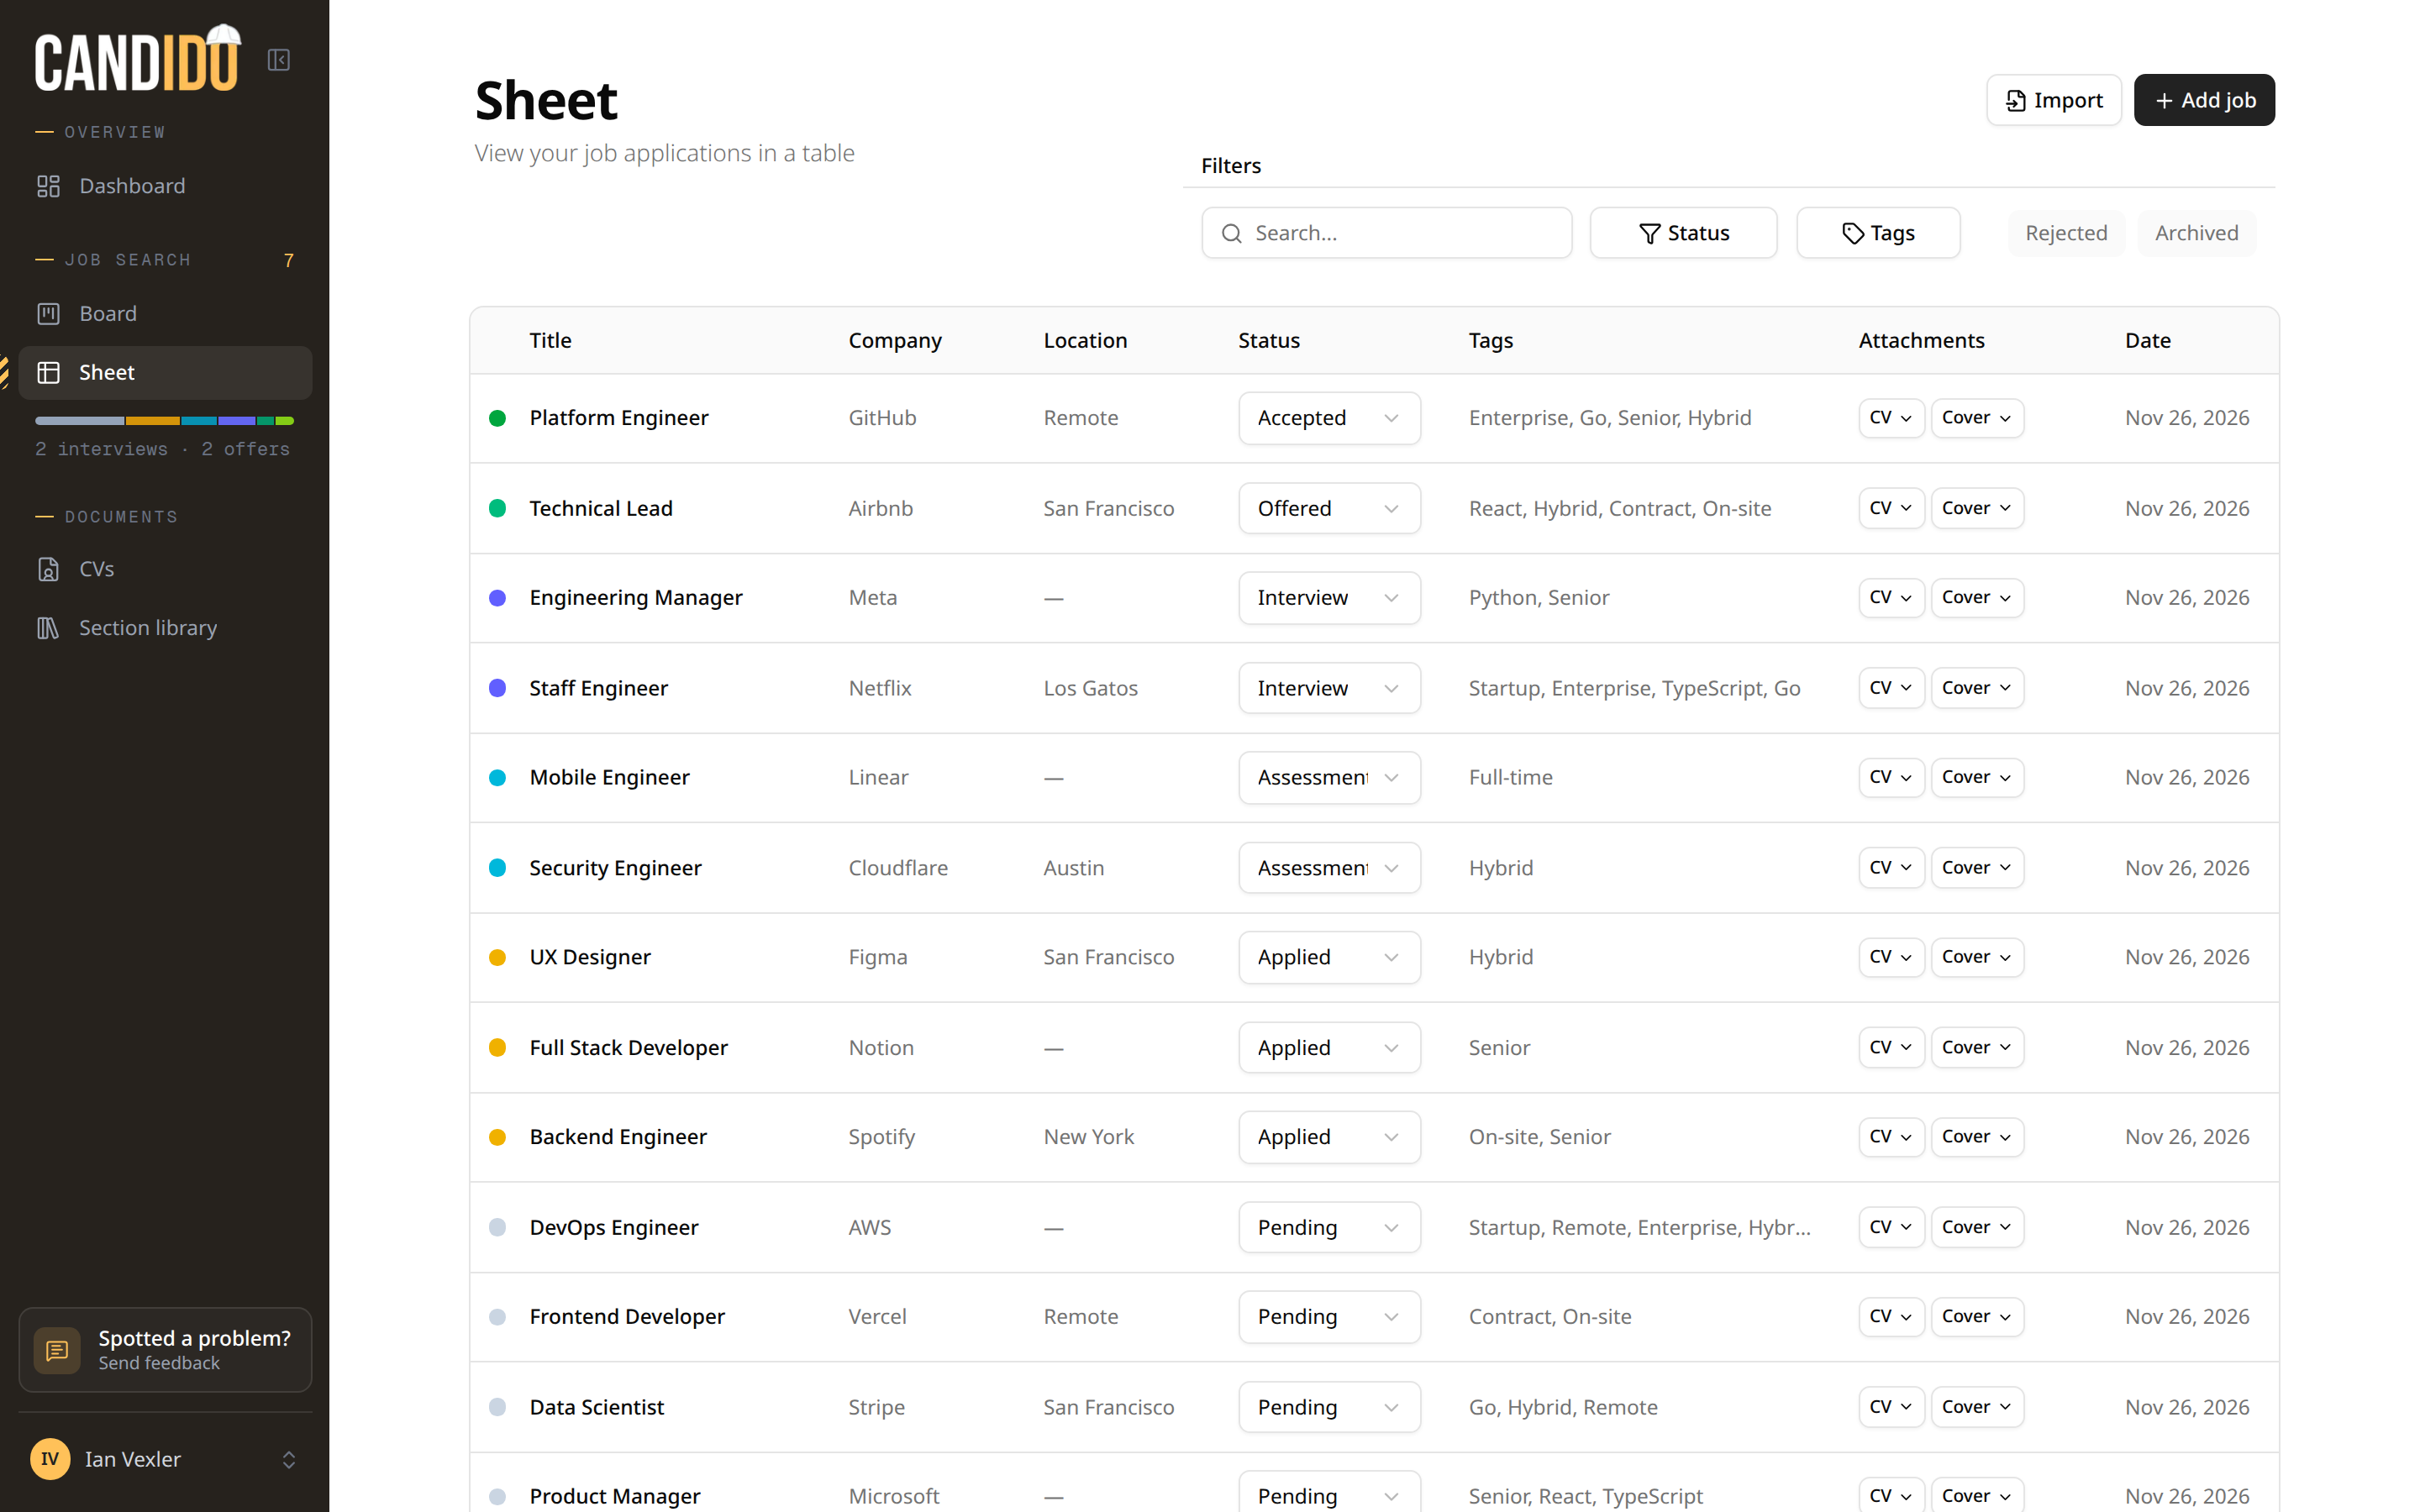 CANDIDO
OVERVIEW
Dashboard
JOB SEARCH 7
Board
Sheet
2 interviews · 2 offers
DOCUMENTS
CVs
Section library
Spotted a problem?
Send feedback
IV Ian Vexler
Sheet
View your job applications in a table
Import
+ Add job
Filters
Search...
Status
Tags
Rejected
Archived
Title Company Location Status Tags Attachments Date
Platform Engineer GitHub Remote Accepted Enterprise, Go, Senior, Hybrid CV Cover Nov 26, 2026
Technical Lead Airbnb San Francisco Offered React, Hybrid, Contract, On-site CV Cover Nov 26, 2026
Engineering Manager Meta — Interview Python, Senior CV Cover Nov 26, 2026
Staff Engineer Netflix Los Gatos Interview Startup, Enterprise, TypeScript, Go CV Cover Nov 26, 2026
Mobile Engineer Linear — Assessment Full-time CV Cover Nov 26, 2026
Security Engineer Cloudflare Austin Assessment Hybrid CV Cover Nov 26, 2026
UX Designer Figma San Francisco Applied Hybrid CV Cover Nov 26, 2026
Full Stack Developer Notion — Applied Senior CV Cover Nov 26, 2026
Backend Engineer Spotify New York Applied On-site, Senior CV Cover Nov 26, 2026
DevOps Engineer AWS — Pending Startup, Remote, Enterprise, Hybr... CV Cover Nov 26, 2026
Frontend Developer Vercel Remote Pending Contract, On-site CV Cover Nov 26, 2026
Data Scientist Stripe San Francisco Pending Go, Hybrid, Remote CV Cover Nov 26, 2026
Product Manager Microsoft — Pending Senior, React, TypeScript CV Cover Nov 26, 2026